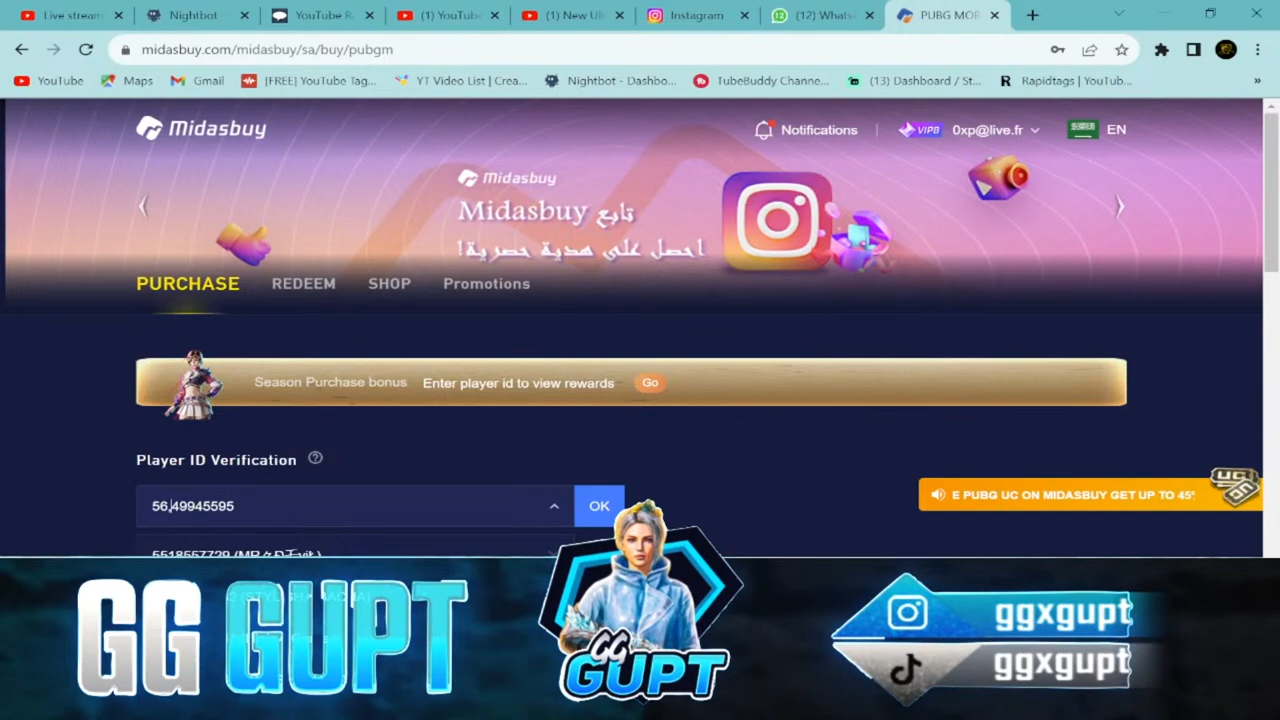 Live stream
Nightbot
YouTube R
(1) YouTube
(1) New Ul
Instagram
(12) Whats
PUBG MOB
midasbuy.com/midasbuy/sa/buy/pubgm
YouTube
Maps
Gmail
[FREE] YouTube Tag...
YT Video List | Crea...
Nightbot - Dashbo...
TubeBuddy Channe...
(13) Dashboard / St...
Rapidtags | YouTub...
Midasbuy
Notifications
VIP8
0xp@live.fr
EN
Midasbuy
تابع Midasbuy
احصل على هدية حصرية!
PURCHASE
REDEEM
SHOP
Promotions
Season Purchase bonus
Enter player id to view rewards
Go
Player ID Verification
56,49945595
OK
E PUBG UC ON MIDASBUY GET UP TO 45%
UC
GG GUPT
GG
GUPT
ggxgupt
ggxgupt